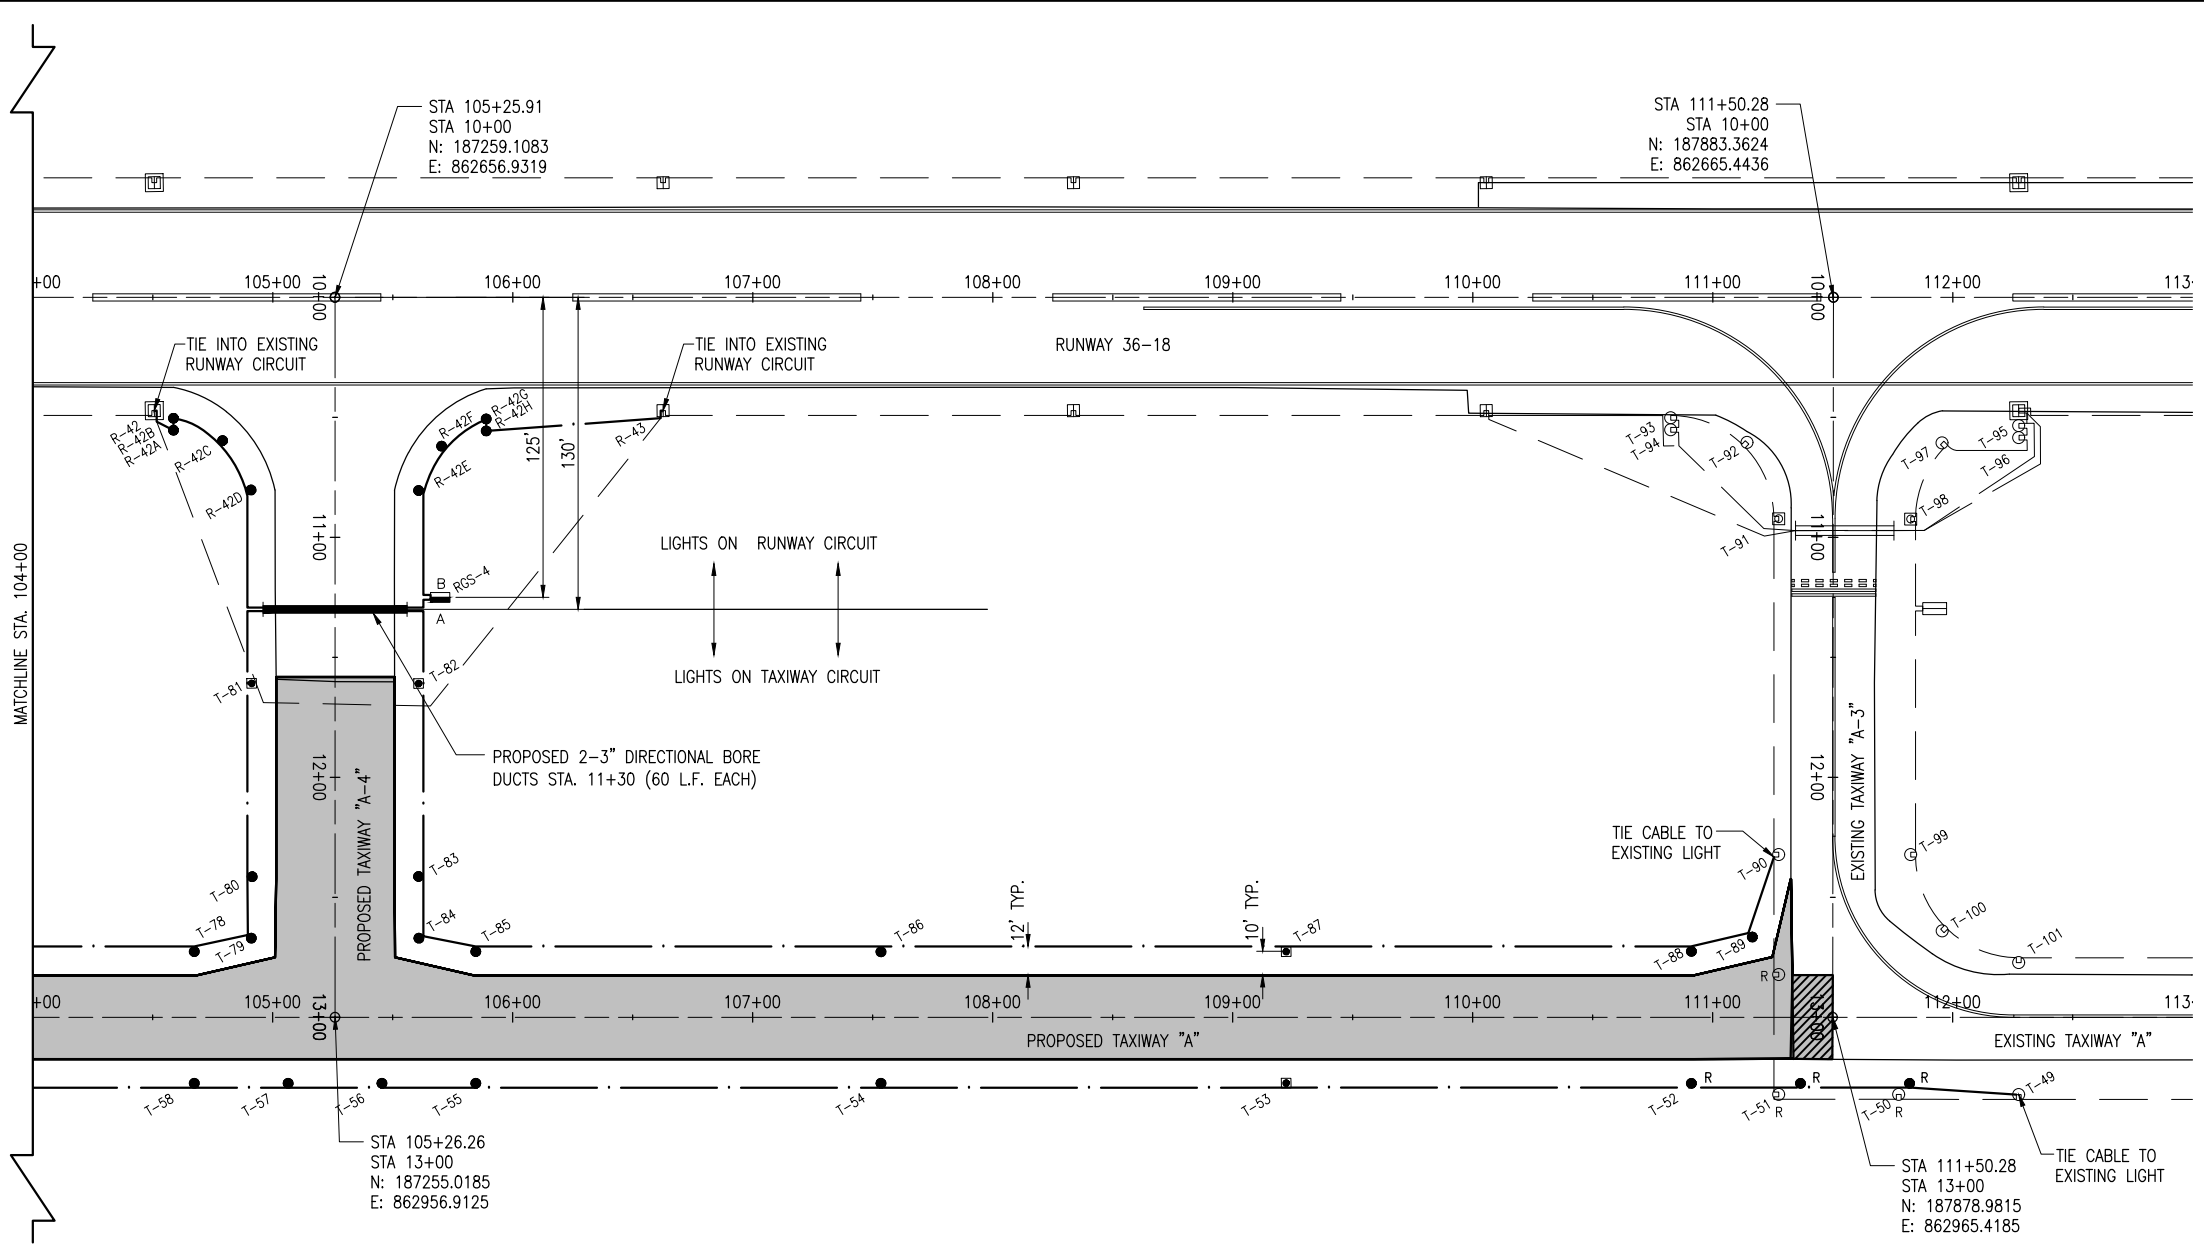 STA 105+25.91
STA 10+00
N: 187259.1083
E: 862656.9319
STA 111+50.28
STA 10+00
N: 187883.3624
E: 862665.4436
+00
105+00
10+00
106+00
107+00
108+00
109+00
110+00
111+00
10+00
112+00
113+
TIE INTO EXISTING
RUNWAY CIRCUIT
TIE INTO EXISTING
RUNWAY CIRCUIT
RUNWAY 36-18
R-42
R-42B
R-42A
R-42C
R-42D
R-42E
R-42F
R-42G
R-42H
R-43
125'
130'
T-93
T-94
T-92
T-91
T-95
T-96
T-97
T-98
11+00
11+00
LIGHTS ON RUNWAY CIRCUIT
B
RGS-4
A
LIGHTS ON TAXIWAY CIRCUIT
MATCHLINE STA. 104+00
T-81
T-82
PROPOSED 2-3" DIRECTIONAL BORE
DUCTS STA. 11+30 (60 L.F. EACH)
12+00
PROPOSED TAXIWAY "A-4"
12+00
EXISTING TAXIWAY "A-3"
TIE CABLE TO
EXISTING LIGHT
T-90
T-99
T-80
T-83
T-78
T-79
T-84
T-85
T-86
12' TYP.
10' TYP.
T-87
T-88
T-89
R
T-100
T-101
+00
105+00
13+00
106+00
107+00
108+00
109+00
110+00
111+00
13+00
112+00
113+
PROPOSED TAXIWAY "A"
EXISTING TAXIWAY "A"
T-58
T-57
T-56
T-55
T-54
T-53
T-52
R
T-51
R
R
T-50
R
R
T-49
STA 105+26.26
STA 13+00
N: 187255.0185
E: 862956.9125
STA 111+50.28
STA 13+00
N: 187878.9815
E: 862965.4185
TIE CABLE TO
EXISTING LIGHT